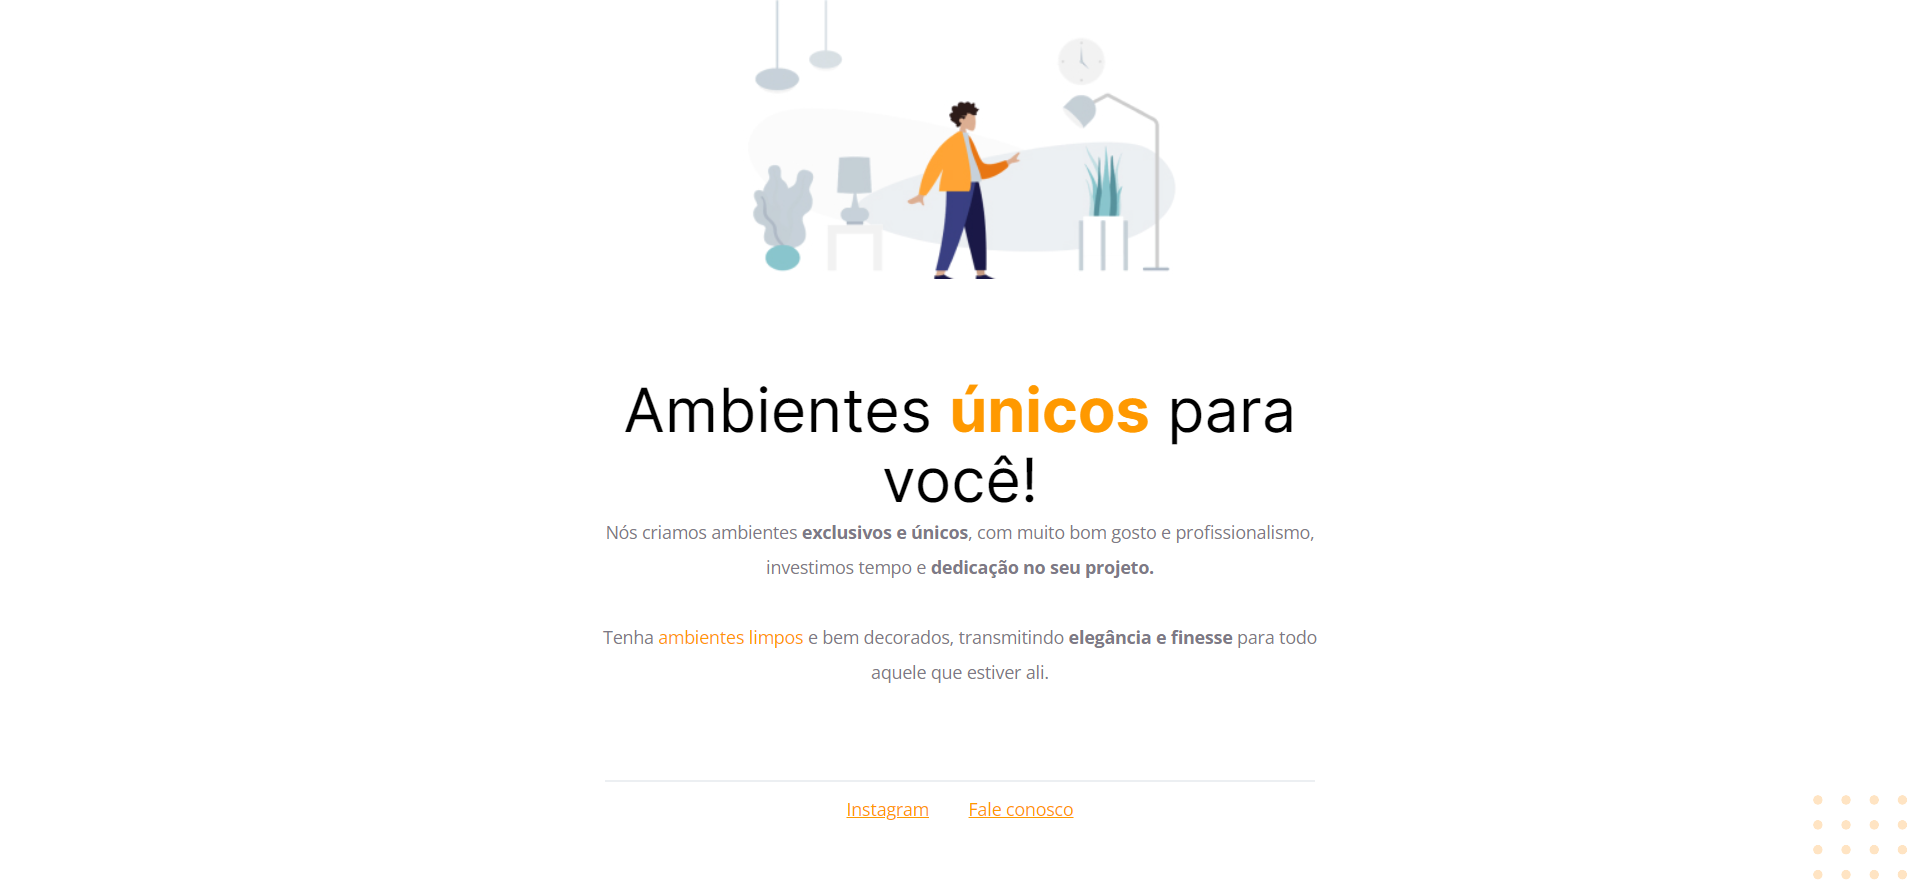 Ambientes únicos para
você!
Nós criamos ambientes exclusivos e únicos, com muito bom gosto e profissionalismo,
investimos tempo e dedicação no seu projeto.
Tenha ambientes limpos e bem decorados, transmitindo elegância e finesse para todo
aquele que estiver ali.
Instagram Fale conosco